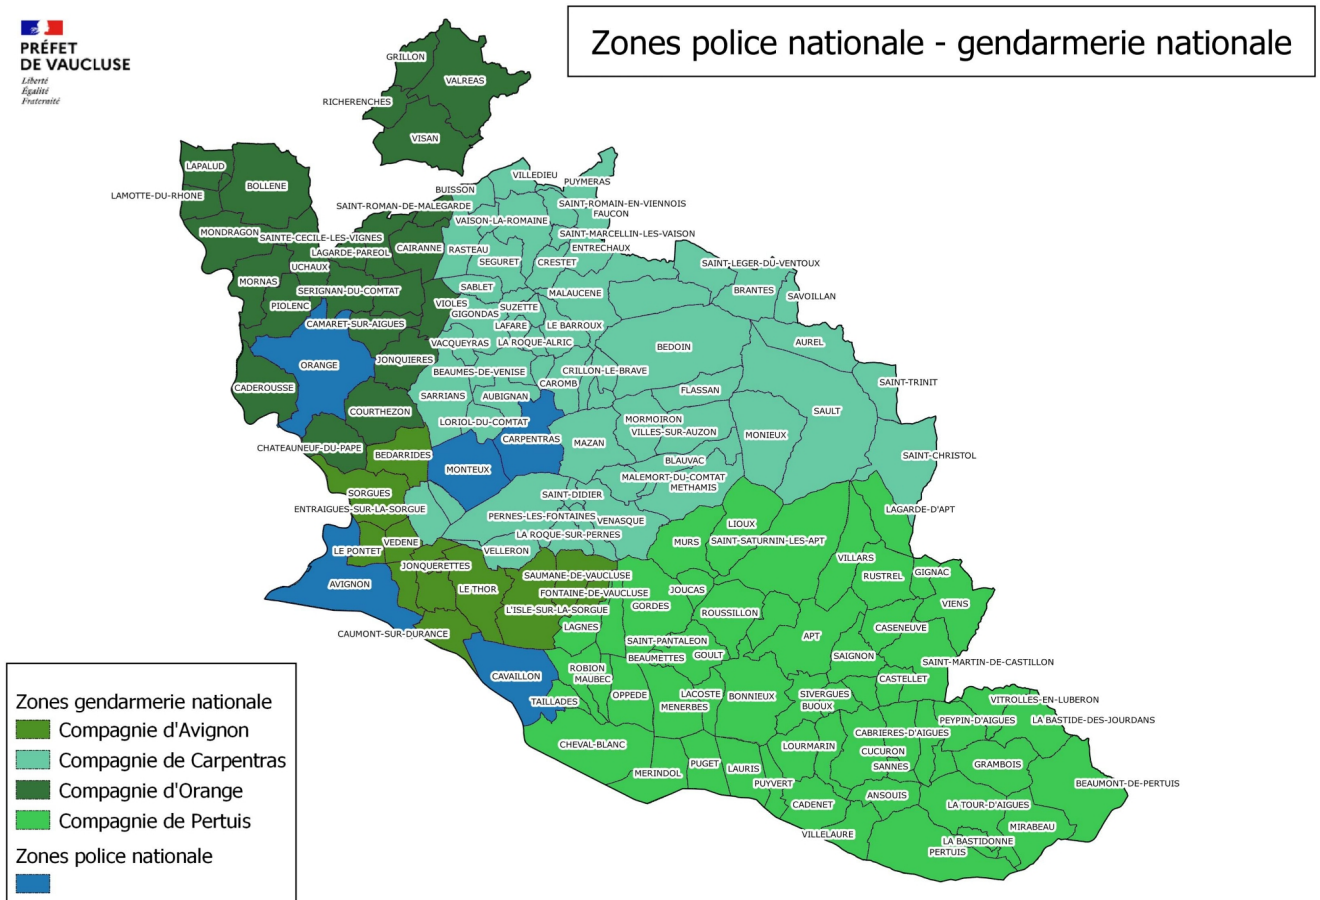 PRÉFET
DE VAUCLUSE
Liberté
Égalité
Fraternité
Zones police nationale - gendarmerie nationale
GRILLON
VALREAS
RICHERENCHES
VISAN
LAPALUD
BOLLENE
LAMOTTE-DU-RHONE
BUISSON
VILLEDIEU
PUYMERAS
SAINT-ROMAN-DE-MALEGARDE
SAINT-ROMAIN-EN-VIENNOIS
FAUCON
VAISON-LA-ROMAINE
MONDRAGON
SAINTE-CECILE-LES-VIGNES
SAINT-MARCELLIN-LES-VAISON
LAGARDE-PAREOL
CAIRANNE
RASTEAU
ENTRECHAUX
UCHAUX
SEGURET
CRESTET
SAINT-LEGER-DU-VENTOUX
MORNAS
SERIGNAN-DU-COMTAT
SABLET
MALAUCENE
BRANTES
SAVOILLAN
PIOLENC
VIOLES
GIGONDAS
SUZETTE
CAMARET-SUR-AIGUES
LAFARE
LE BARROUX
VACQUEYRAS
LA ROQUE-ALRIC
BEDOIN
AUREL
ORANGE
JONQUIERES
BEAUMES-DE-VENISE
CRILLON-LE-BRAVE
CADEROUSSE
CAROMB
SAINT-TRINIT
SARRIANS
AUBIGNAN
FLASSAN
COURTHEZON
SAULT
LORIOL-DU-COMTAT
MORMOIRON
VILLES-SUR-AUZON
MONIEUX
CARPENTRAS
MAZAN
CHATEAUNEUF-DU-PAPE
BEDARRIDES
SAINT-CHRISTOL
MONTEUX
BLAUVAC
MALEMORT-DU-COMTAT
METHAMIS
SORGUES
SAINT-DIDIER
ENTRAIGUES-SUR-LA-SORGUE
LAGARDE-D'APT
PERNES-LES-FONTAINES
VENASQUE
LIOUX
LA ROQUE-SUR-PERNES
MURS
SAINT-SATURNIN-LES-APT
LE PONTET
VEDENE
VELLERON
VILLARS
JONQUERETTES
SAUMANE-DE-VAUCLUSE
RUSTREL
GIGNAC
AVIGNON
LE THOR
FONTAINE-DE-VAUCLUSE
JOUCAS
L'ISLE-SUR-LA-SORGUE
GORDES
ROUSSILLON
VIENS
CAUMONT-SUR-DURANCE
LAGNES
CASENEUVE
SAINT-PANTALEON
APT
BEAUMETTES
GOULT
SAIGNON
SAINT-MARTIN-DE-CASTILLON
CAVAILLON
ROBION
MAUBEC
CASTELLET
TAILLADES
OPPEDE
LACOSTE
BONNIEUX
SIVERGUES
VITROLLES-EN-LUBERON
MENERBES
BUOUX
PEYPIN-D'AIGUES
LA BASTIDE-DES-JOURDANS
CABRIERES-D'AIGUES
CHEVAL-BLANC
LOURMARIN
CUCURON
SANNES
GRAMBOIS
MERINDOL
PUGET
LAURIS
PUYVERT
BEAUMONT-DE-PERTUIS
ANSOUIS
CADENET
LA TOUR-D'AIGUES
VILLELAURE
MIRABEAU
LA BASTIDONNE
PERTUIS
Zones gendarmerie nationale
Compagnie d'Avignon
Compagnie de Carpentras
Compagnie d'Orange
Compagnie de Pertuis
Zones police nationale